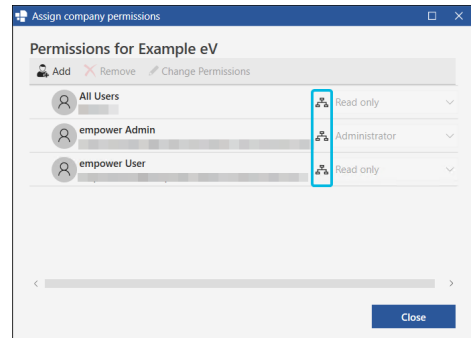 Assign company permissions
Permissions for Example eV
Add Remove Change Permissions
All Users
Read only
empower Admin
Administrator
empower User
Read only
Close